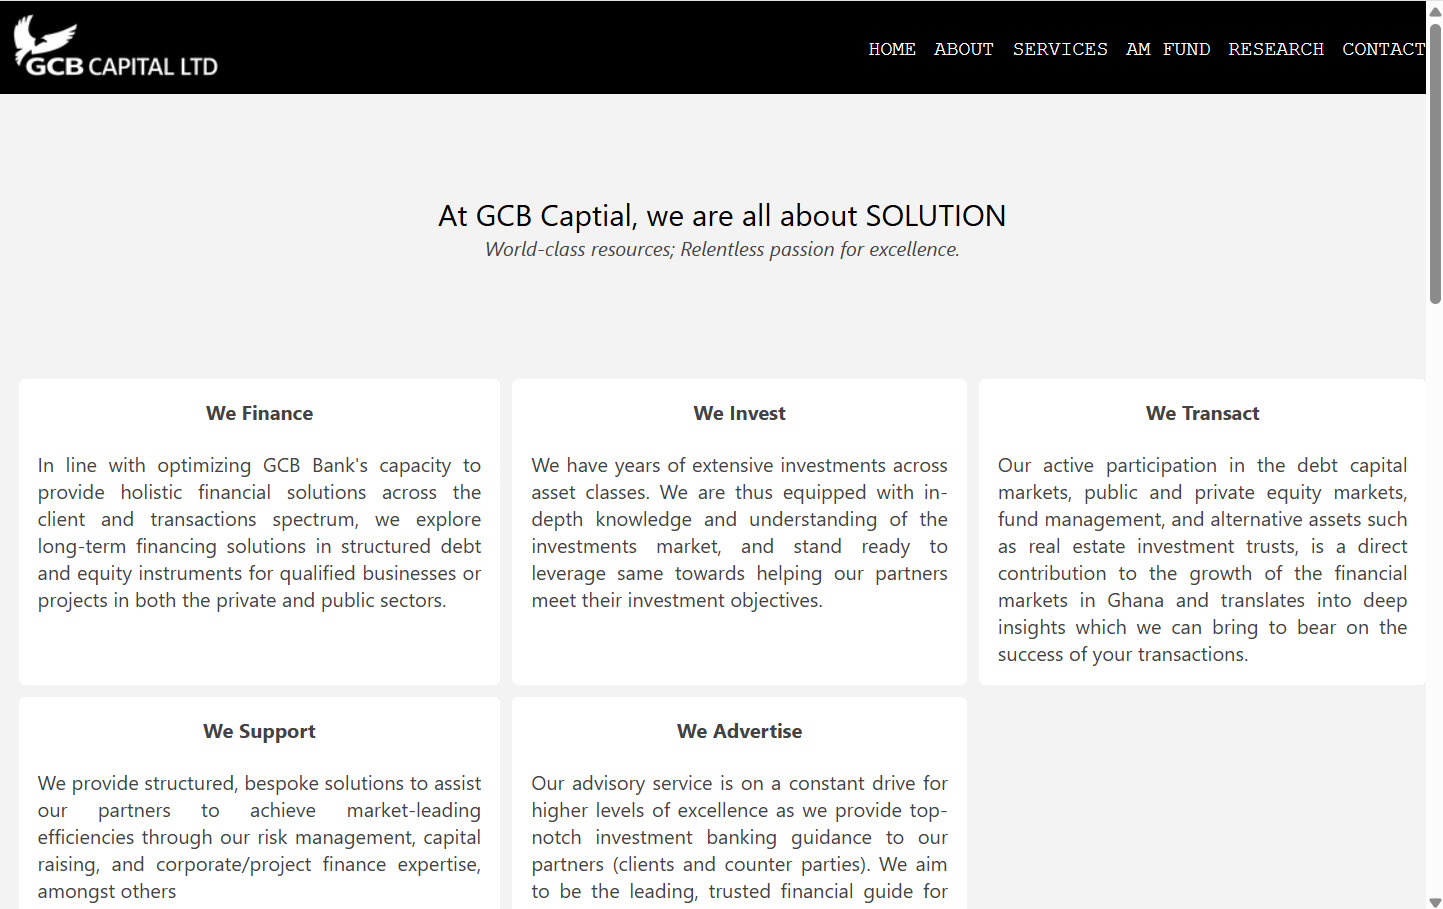 GCB CAPITAL LTD
HOME ABOUT SERVICES AM FUND RESEARCH CONTACT
At GCB Captial, we are all about SOLUTION
World-class resources; Relentless passion for excellence.
We Finance
In line with optimizing GCB Bank's capacity to
provide holistic financial solutions across the
client and transactions spectrum, we explore
long-term financing solutions in structured debt
and equity instruments for qualified businesses or
projects in both the private and public sectors.
We Invest
We have years of extensive investments across
asset classes. We are thus equipped with in-
depth knowledge and understanding of the
investments market, and stand ready to
leverage same towards helping our partners
meet their investment objectives.
We Transact
Our active participation in the debt capital
markets, public and private equity markets,
fund management, and alternative assets such
as real estate investment trusts, is a direct
contribution to the growth of the financial
markets in Ghana and translates into deep
insights which we can bring to bear on the
success of your transactions.
We Support
We provide structured, bespoke solutions to assist
our partners to achieve market-leading
efficiencies through our risk management, capital
raising, and corporate/project finance expertise,
amongst others
We Advertise
Our advisory service is on a constant drive for
higher levels of excellence as we provide top-
notch investment banking guidance to our
partners (clients and counter parties). We aim
to be the leading, trusted financial guide for